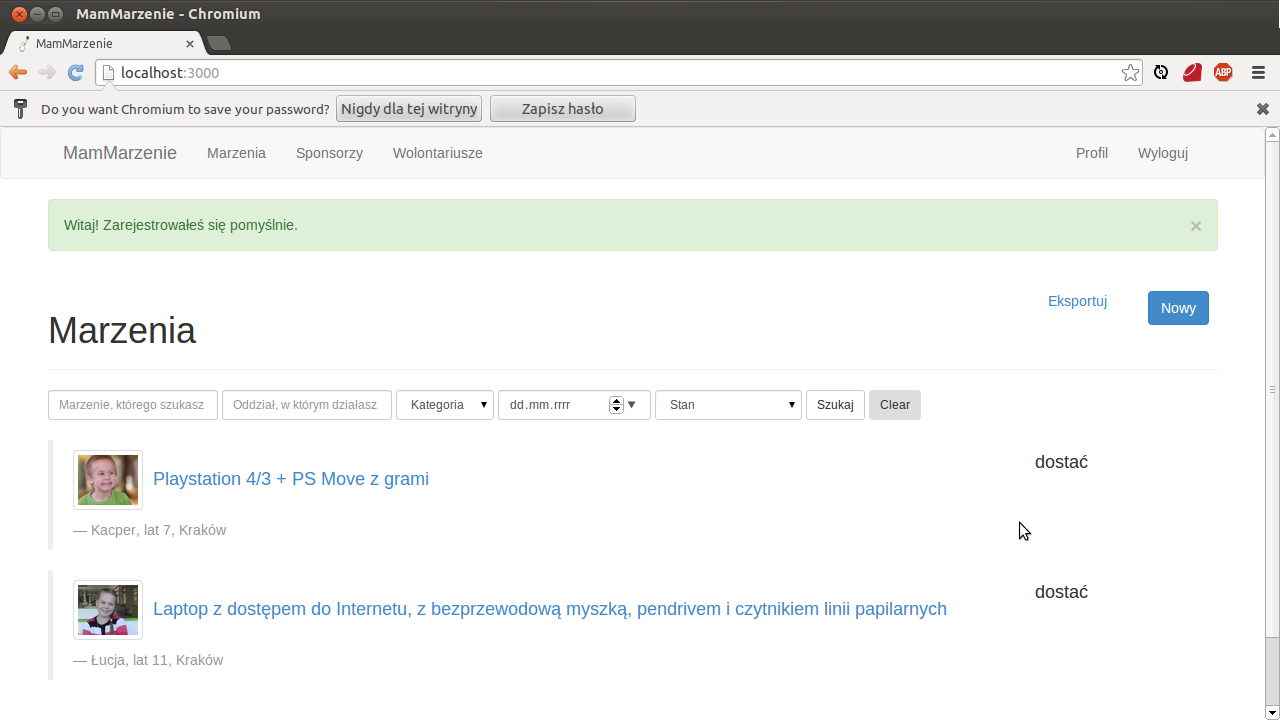 MamMarzenie - Chromium
MamMarzenie
localhost:3000
ABP
Do you want Chromium to save your password? Nigdy dla tej witryny Zapisz hasło
MamMarzenie Marzenia Sponsorzy Wolontariusze Profil Wyloguj
Witaj! Zarejestrowałeś się pomyślnie. ×
Eksportuj Nowy
Marzenia
Marzenie, którego szukasz Oddział, w którym działasz Kategoria dd.mm.rrrr Stan Szukaj Clear
Playstation 4/3 + PS Move z grami dostać
— Kacper, lat 7, Kraków
Laptop z dostępem do Internetu, z bezprzewodową myszką, pendrivem i czytnikiem linii papilarnych dostać
— Łucja, lat 11, Kraków